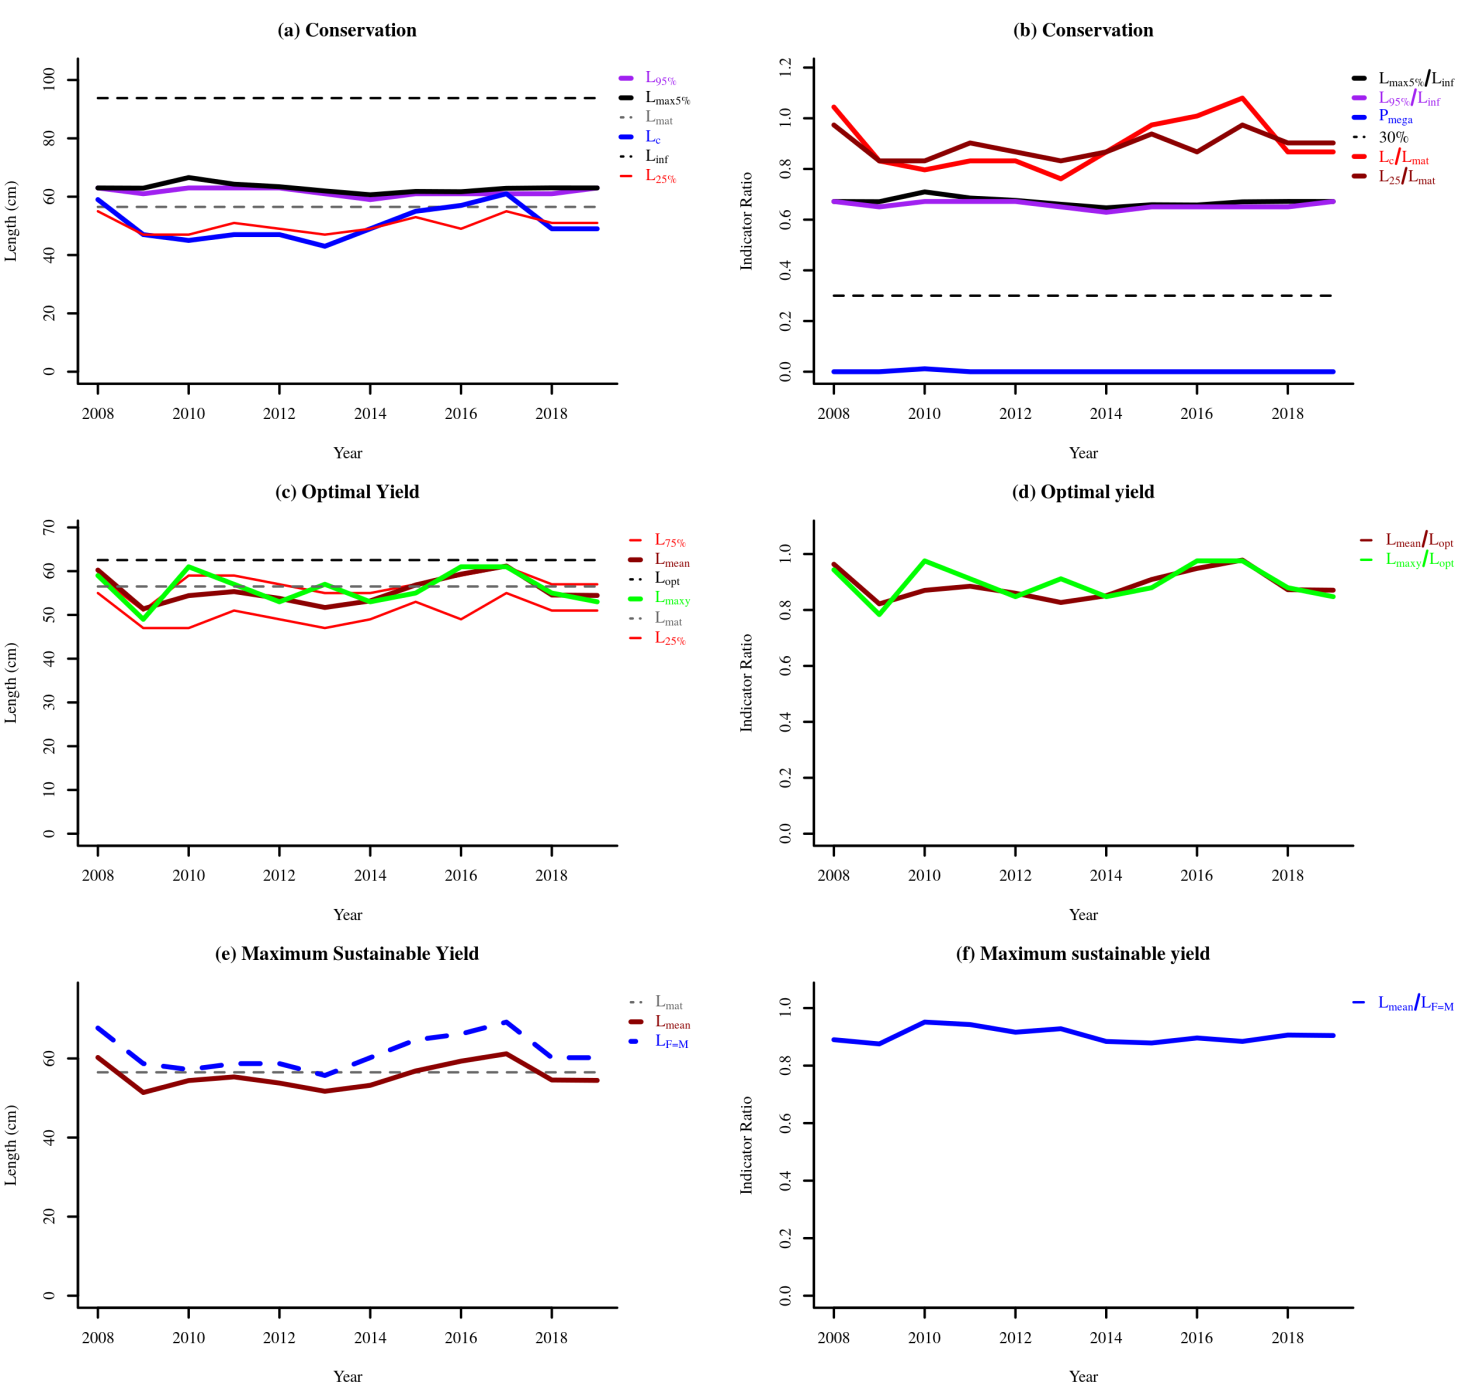 (a) Conservation
Length (cm)
100
80
60
40
20
0
2008 2010 2012 2014 2016 2018
Year
L95%
Lmax5%
Lmat
Lc
Linf
L25%
(b) Conservation
Indicator Ratio
1.2
1.0
0.8
0.6
0.4
0.2
0.0
2008 2010 2012 2014 2016 2018
Year
Lmax5%/Linf
L95%/Linf
Pmega
30%
Lc/Lmat
L25/Lmat
(c) Optimal Yield
Length (cm)
70
60
50
40
30
20
10
0
2008 2010 2012 2014 2016 2018
Year
L75%
Lmean
Lopt
Lmaxy
Lmat
L25%
(d) Optimal yield
Indicator Ratio
1.0
0.8
0.6
0.4
0.2
0.0
2008 2010 2012 2014 2016 2018
Year
Lmean/Lopt
Lmaxy/Lopt
(e) Maximum Sustainable Yield
Length (cm)
60
40
20
0
2008 2010 2012 2014 2016 2018
Year
Lmat
Lmean
LF=M
(f) Maximum sustainable yield
Indicator Ratio
1.0
0.8
0.6
0.4
0.2
0.0
2008 2010 2012 2014 2016 2018
Year
Lmean/LF=M